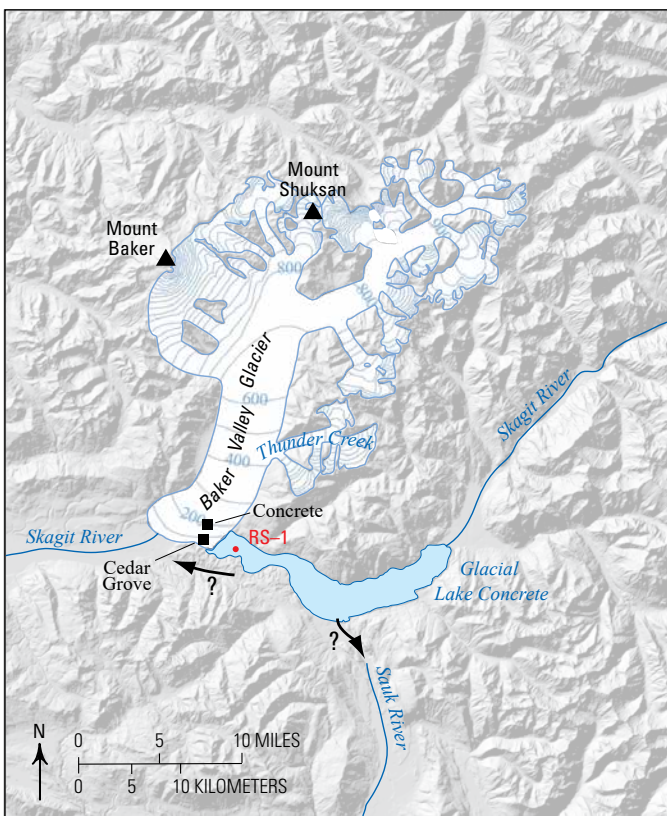 Mount
Shuksan
Mount
Baker
800
800
600
400
200
Baker Valley Glacier
Thunder Creek
Skagit River
Concrete
Skagit River
RS–1
Cedar
Grove
?
Glacial
Lake Concrete
?
Sauk River
N
0 5 10 MILES
0 5 10 KILOMETERS